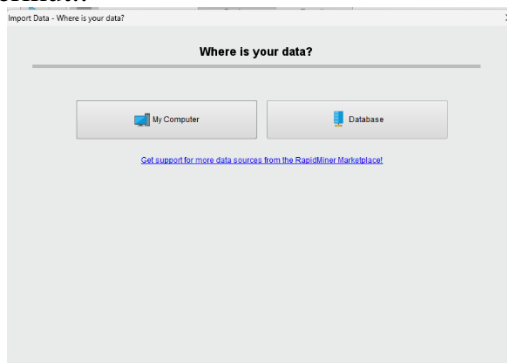 Import Data - Where is your data?
Where is your data?
My Computer
Database
Get support for more data sources from the RapidMiner Marketplace!